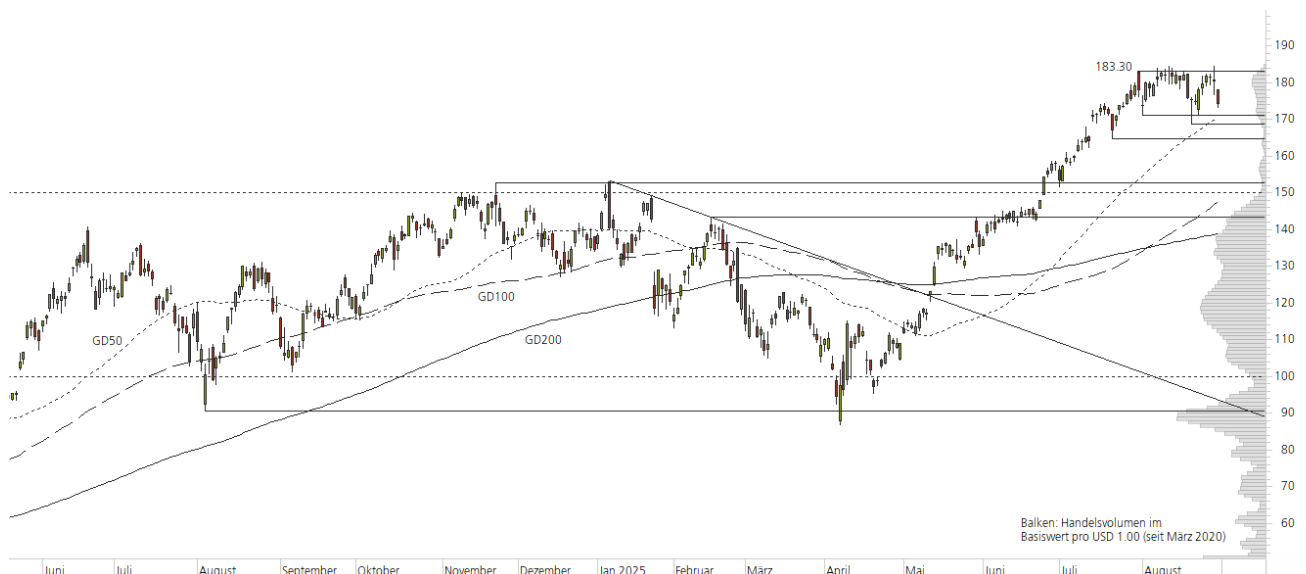 190
183.30
180
170
160
150
140
130
GD100
120
GD50
GD200
110
100
90
80
70
Balken: Handelsvolumen im
Basiswert pro USD 1.00 (seit März 2020)
60
Juni
Juli
August
September
Oktober
November
Dezember
Jan 2025
Februar
März
April
Mai
Juni
Juli
August